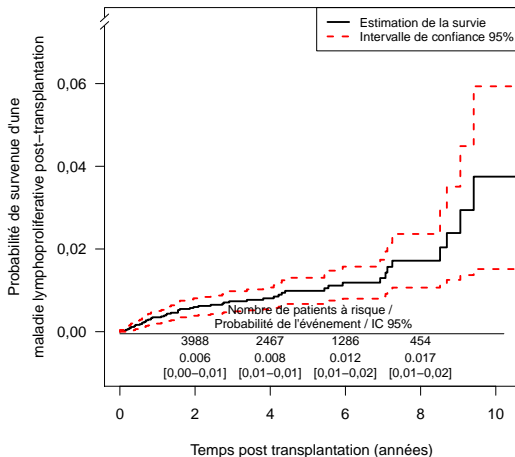 Estimation de la survie
Intervalle de confiance 95%
Probabilité de survenue d'une
maladie lymphoproliferative post−transplantation
0,06
0,04
0,02
0,00
Nombre de patients à risque /
Probabilité de l'événement / IC 95%
3988 2467 1286 454
0.006 0.008 0.012 0.017
[0,00−0,01] [0,01−0,01] [0,01−0,02] [0,01−0,02]
0 2 4 6 8 10
Temps post transplantation (années)